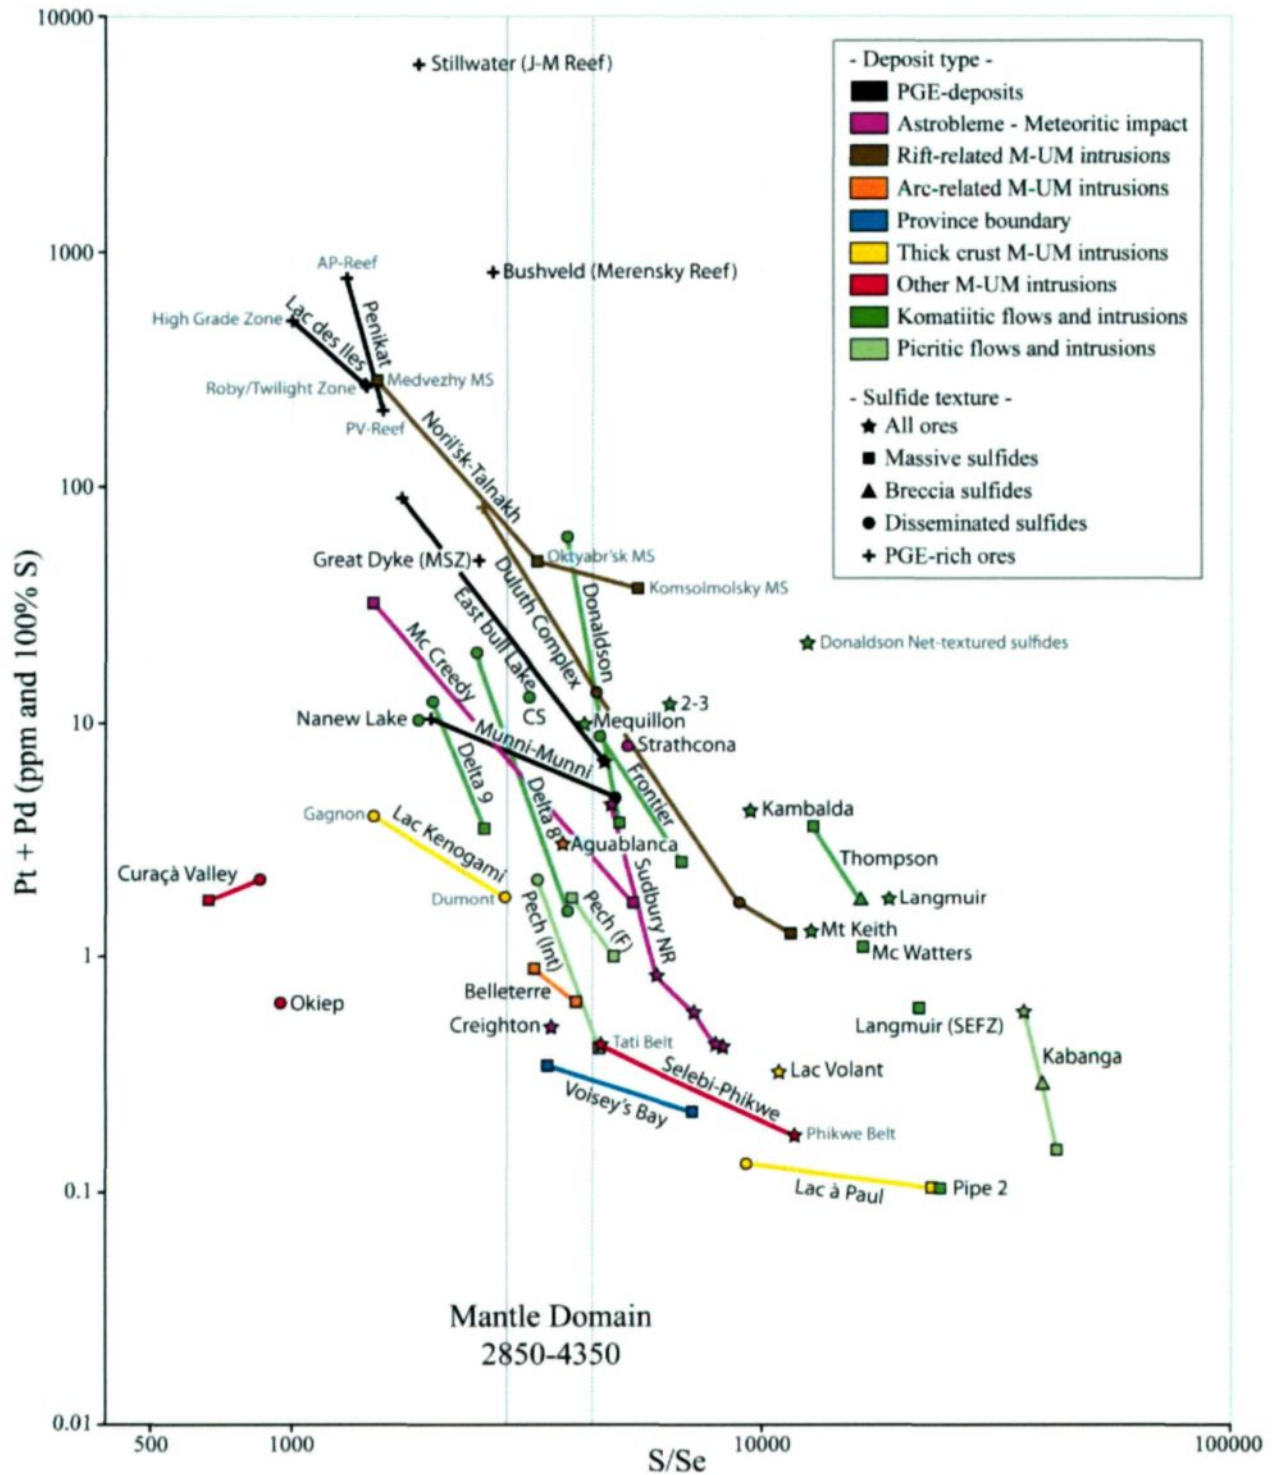 10000
1000
100
10
1
0.1
0.01
Pt + Pd (ppm and 100% S)
- Deposit type -
PGE-deposits
Astrobleme - Meteoritic impact
Rift-related M-UM intrusions
Arc-related M-UM intrusions
Province boundary
Thick crust M-UM intrusions
Other M-UM intrusions
Komatiitic flows and intrusions
Picritic flows and intrusions
- Sulfide texture -
All ores
Massive sulfides
Breccia sulfides
Disseminated sulfides
PGE-rich ores
Stillwater (J-M Reef)
AP-Reef
Bushveld (Merensky Reef)
High Grade Zone
Lac des Iles
Penikat
Roby/Twilight Zone
Medvezhy MS
PV-Reef
Noril'sk-Talnakh
Great Dyke (MSZ)
Oktyabr'sk MS
Komsolmolsky MS
Duluth Complex
East bull Lake
Donaldson
Donaldson Net-textured sulfides
Mc Creedy
2-3
Nanew Lake
CS
Mequillon
Munni-Munni
Strathcona
Delta 9
Delta 8
Frontier
Gagnon
Lac Kenogami
Kambalda
Aguablanca
Thompson
Curaçà Valley
Dumont
Pech (Int)
Pech (F)
Sudbury NR
Langmuir
Mt Keith
Mc Watters
Belleterre
Okiep
Creighton
Langmuir (SEFZ)
Tati Belt
Selebi-Phikwe
Kabanga
Lac Volant
Voisey's Bay
Phikwe Belt
Lac à Paul
Pipe 2
Mantle Domain
2850-4350
500
1000
10000
100000
S/Se